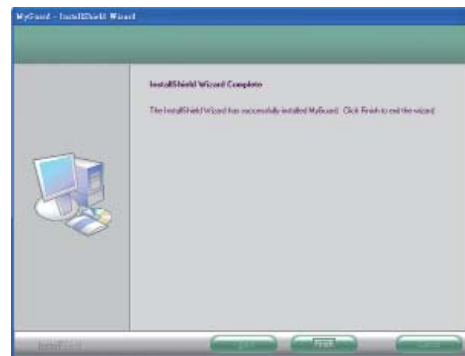 MyGuard - InstallShield Wizard
InstallShield Wizard Complete
The InstallShield Wizard has successfully installed MyGuard. Click Finish to exit the wizard.
InstallShield
Finish